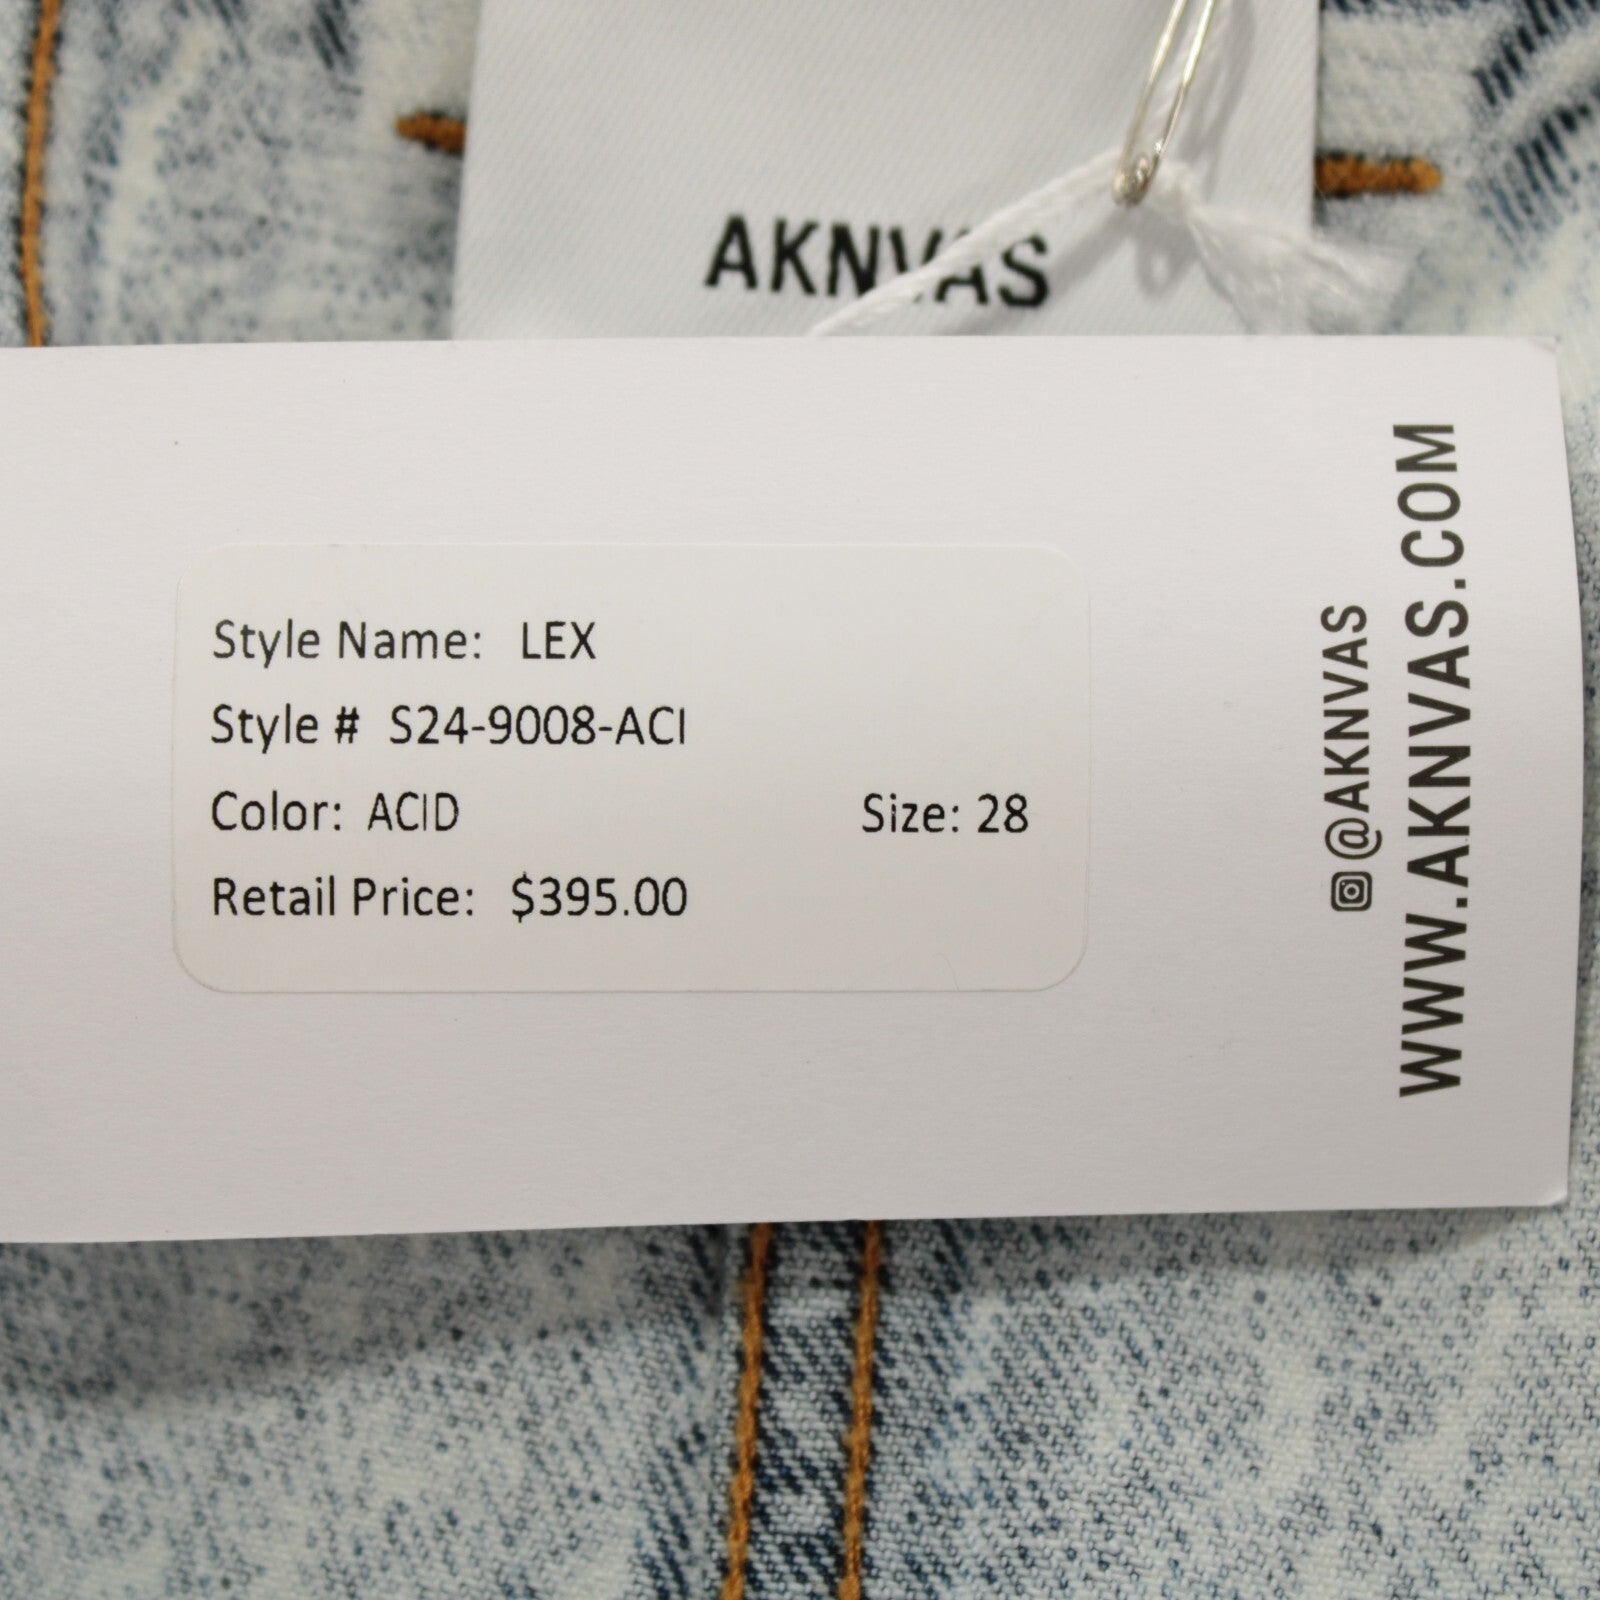 AKNVAS
Style Name: LEX
Style # S24-9008-ACI
Color: ACID Size: 28
Retail Price: $395.00
@AKNVAS
WWW.AKNVAS.COM